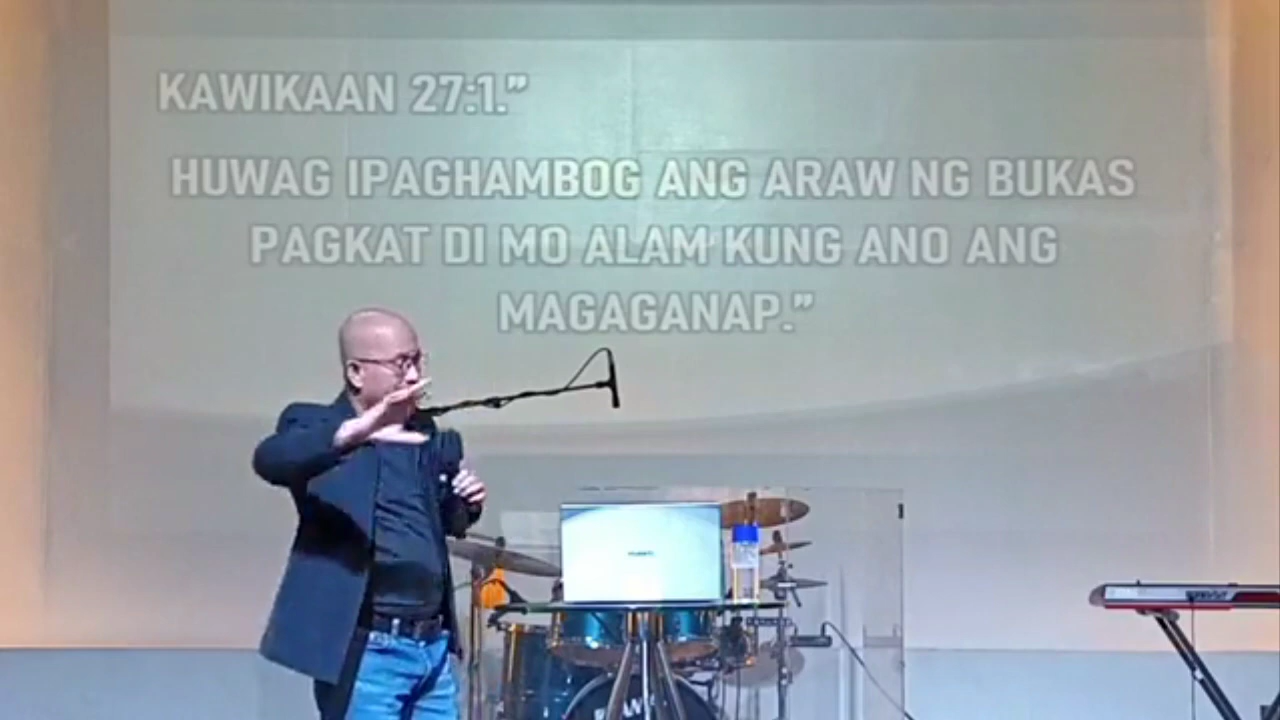 KAWIKAAN 27:1.”
HUWAG IPAGHAMBOG ANG ARAW NG BUKAS
PAGKAT DI MO ALAM KUNG ANO ANG
MAGAGANAP.”